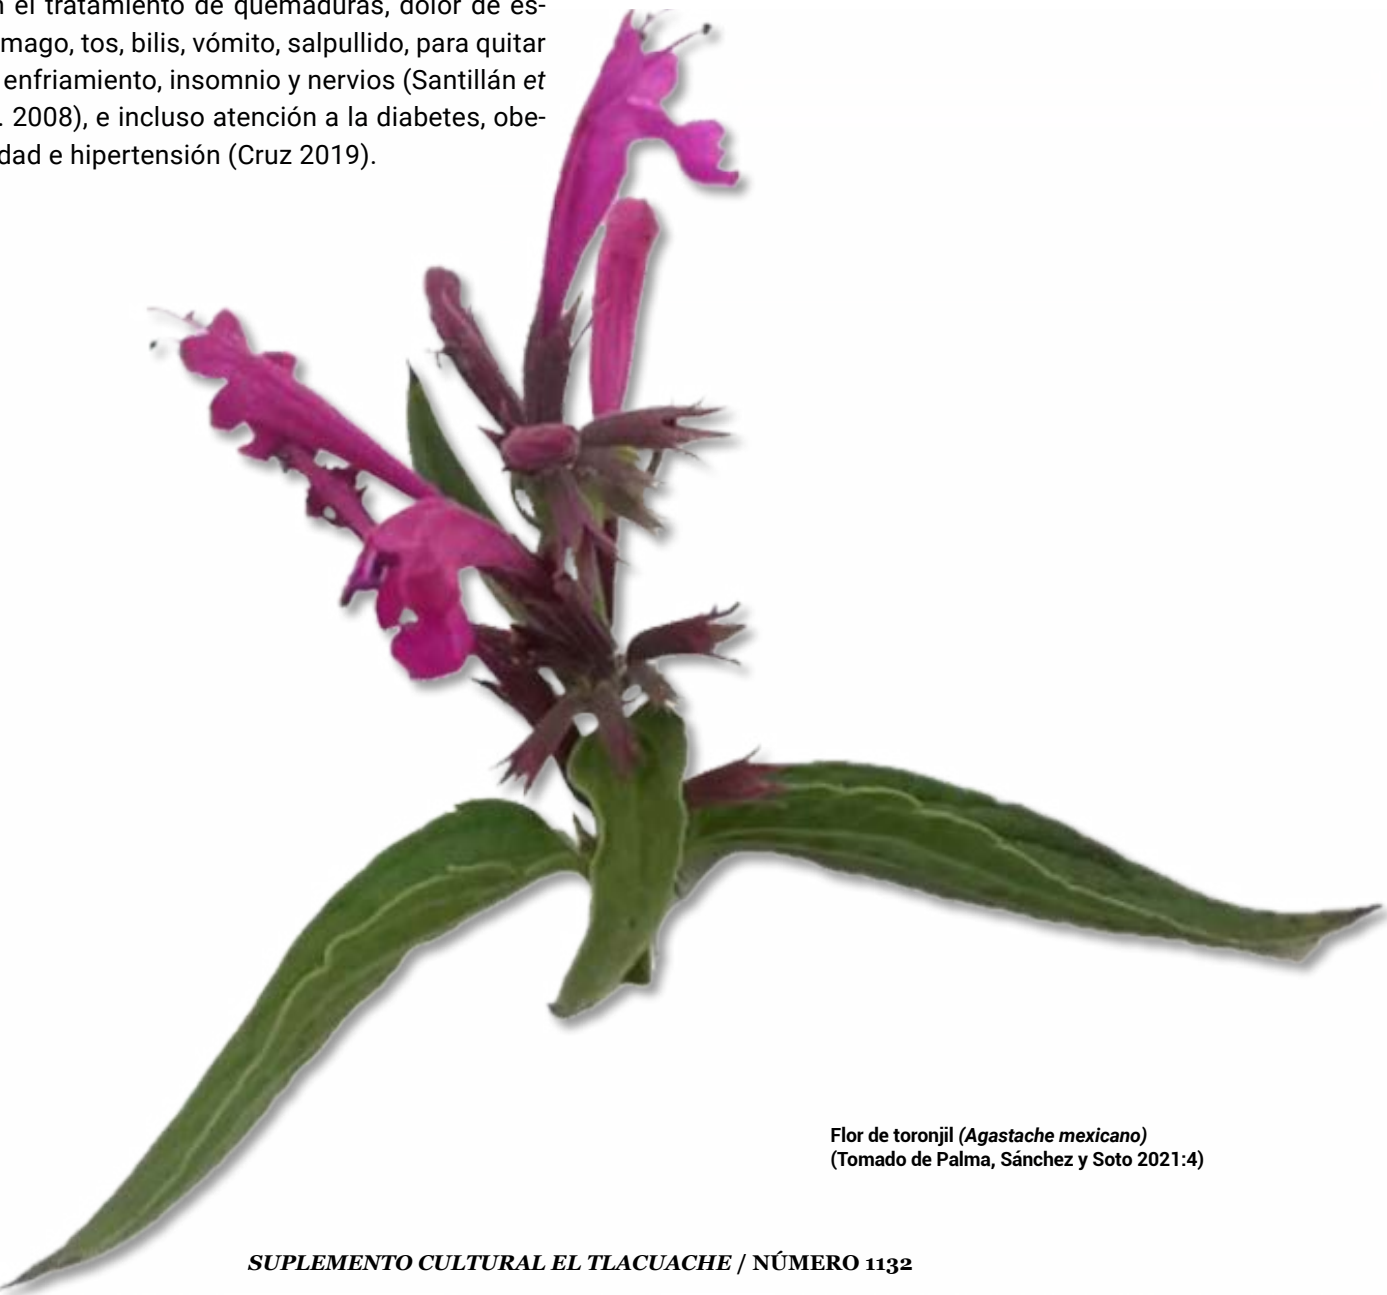 el tratamiento de quemaduras, dolor de es-
mago, tos, bilis, vómito, salpullido, para quitar
enfriamiento, insomnio y nervios (Santillán et
. 2008), e incluso atención a la diabetes, obe-
dad e hipertensión (Cruz 2019).
Flor de toronjil (Agastache mexicano)
(Tomado de Palma, Sánchez y Soto 2021:4)
SUPLEMENTO CULTURAL EL TLACUACHE / NÚMERO 1132